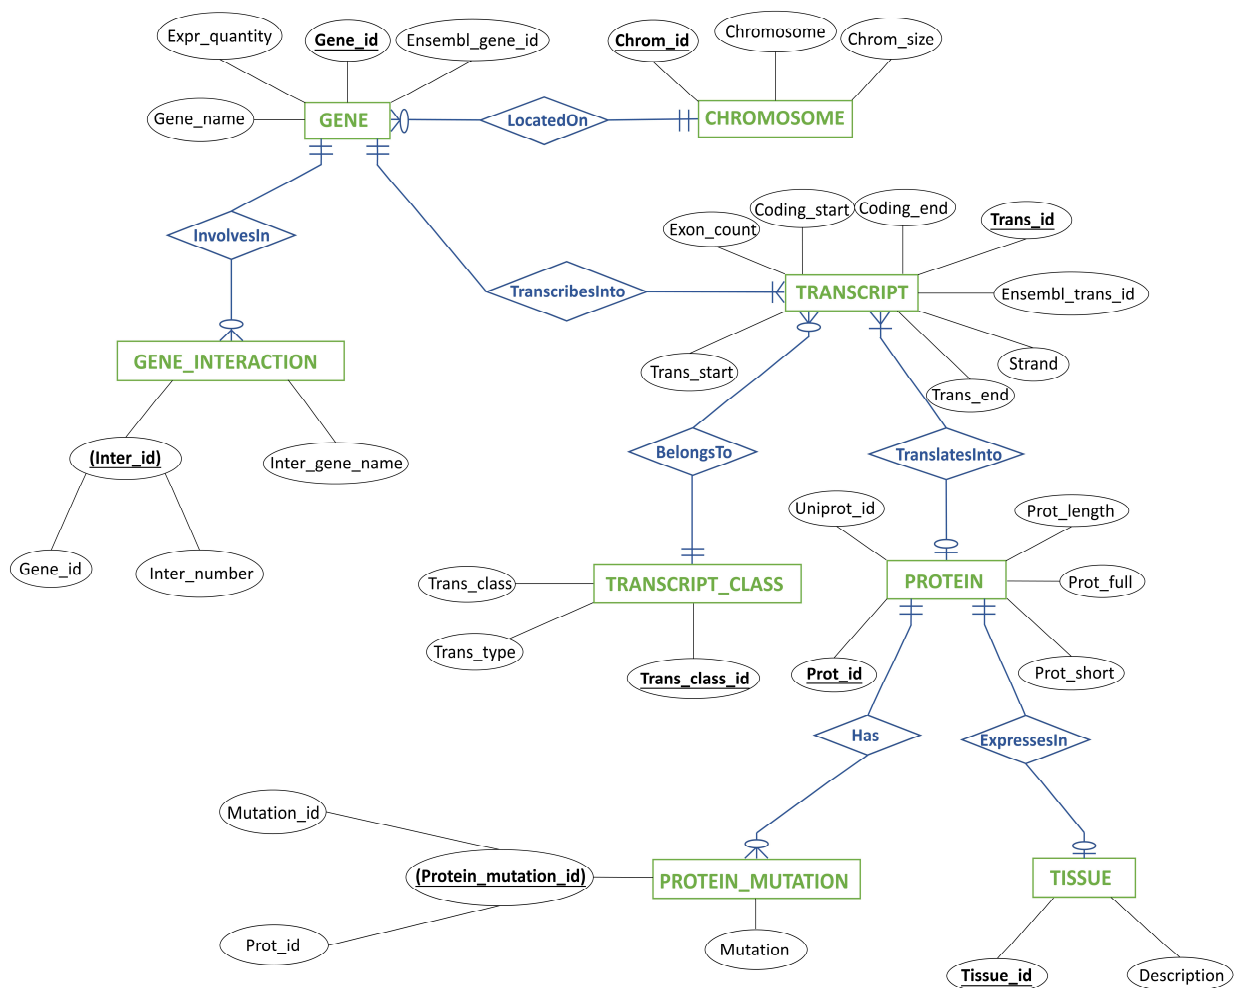 Expr_quantity
Gene_id
Ensembl_gene_id
Gene_name
GENE
LocatedOn
Chrom_id
Chromosome
Chrom_size
CHROMOSOME
InvolvesIn
TranscribesInto
GENE_INTERACTION
(Inter_id)
Inter_gene_name
Gene_id
Inter_number
Exon_count
Coding_start
Coding_end
Trans_id
TRANSCRIPT
Ensembl_trans_id
Strand
Trans_start
Trans_end
BelongsTo
TranslatesInto
Trans_class
TRANSCRIPT_CLASS
Trans_type
Trans_class_id
Uniprot_id
Prot_length
PROTEIN
Prot_full
Prot_id
Prot_short
Has
ExpressesIn
Mutation_id
(Protein_mutation_id)
PROTEIN_MUTATION
Prot_id
Mutation
TISSUE
Tissue_id
Description